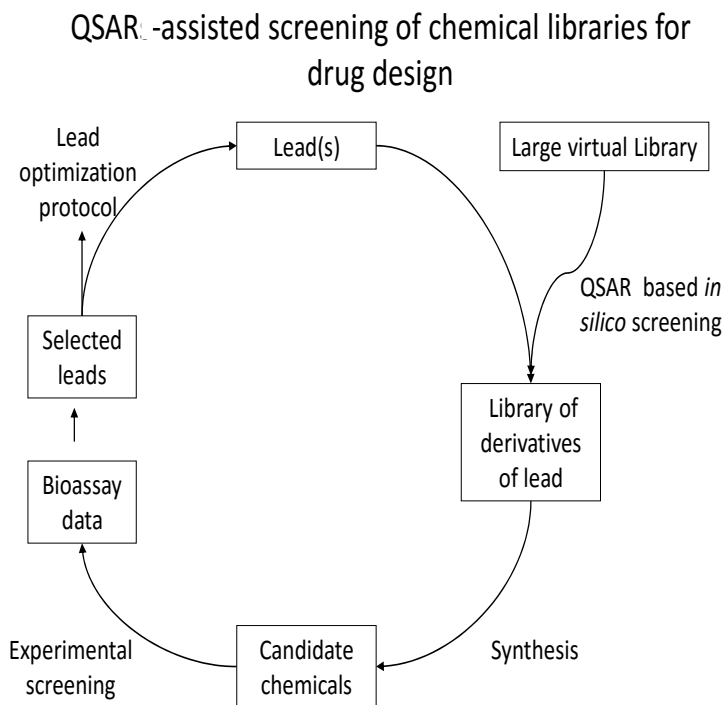 QSAR -assisted screening of chemical libraries for
drug design
Lead
optimization
protocol
Lead(s)
Large virtual Library
QSAR based in
silico screening
Selected
leads
Library of
derivatives
of lead
Bioassay
data
Experimental
screening
Candidate
chemicals
Synthesis